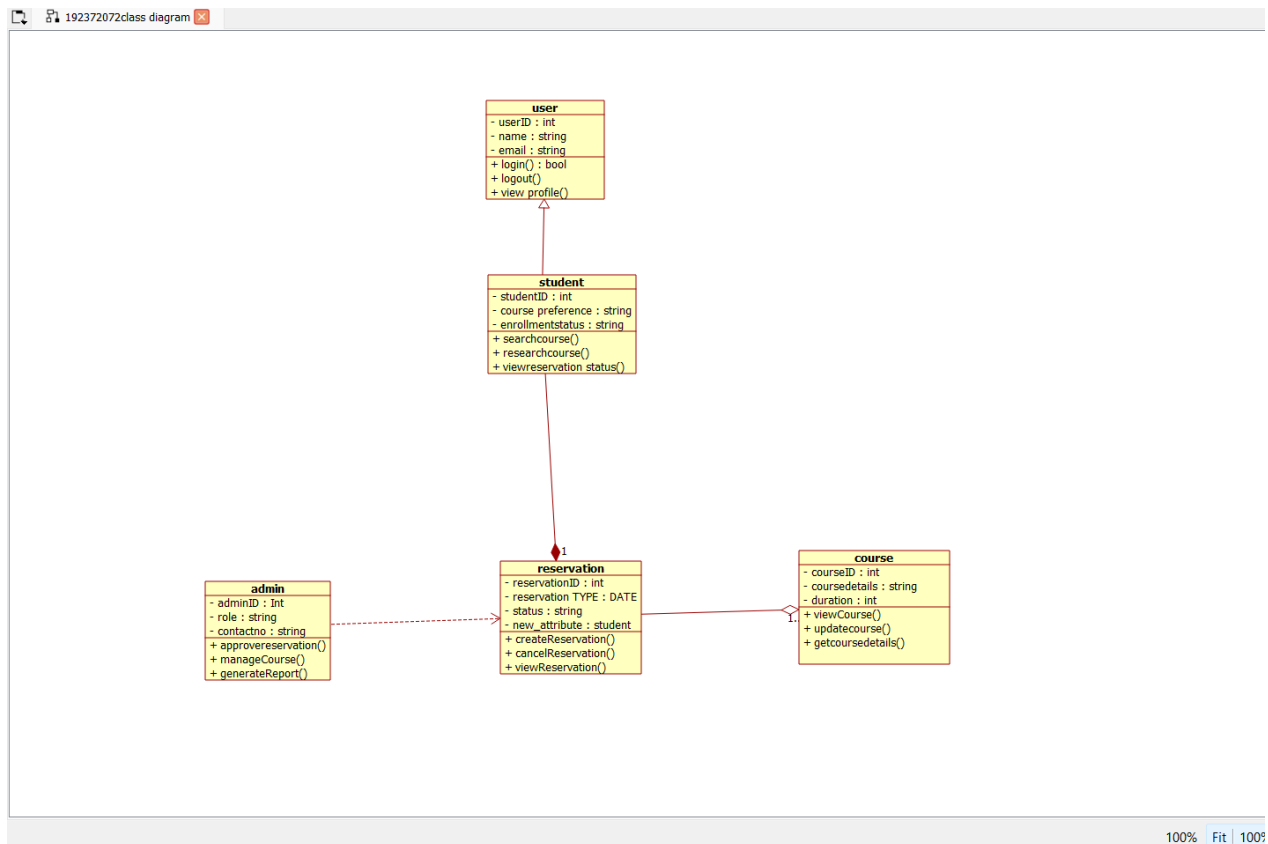 192372072class diagram
user
- userID : int
- name : string
- email : string
+ login() : bool
+ logout()
+ view profile()
student
- studentID : int
- course preference : string
- enrollmentstatus : string
+ searchcourse()
+ researchcourse()
+ viewreservation status()
1
reservation
- reservationID : int
- reservation TYPE : DATE
- status : string
- new_attribute : student
+ createReservation()
+ cancelReservation()
+ viewReservation()
admin
- adminID : Int
- role : string
- contactno : string
+ approvereservation()
+ manageCourse()
+ generateReport()
course
- courseID : int
- coursedetails : string
- duration : int
+ viewCourse()
+ updatecourse()
+ getcoursedetails()
1..
100% Fit 100%